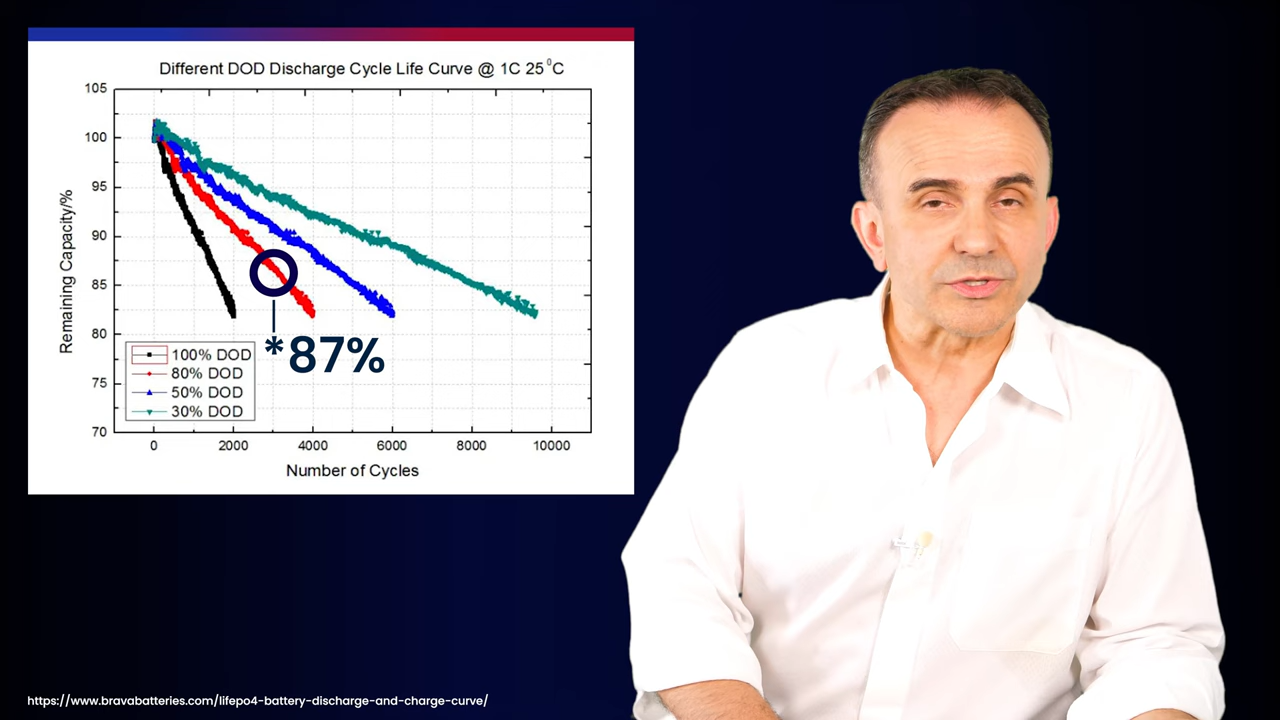 Different DOD Discharge Cycle Life Curve @ 1C 25 ⁰C
105
100
95
90
85
80
75
70
Remaining Capacity/%
*87%
100% DOD
80% DOD
50% DOD
30% DOD
0 2000 4000 6000 8000 10000
Number of Cycles
https://www.bravabatteries.com/lifepo4-battery-discharge-and-charge-curve/